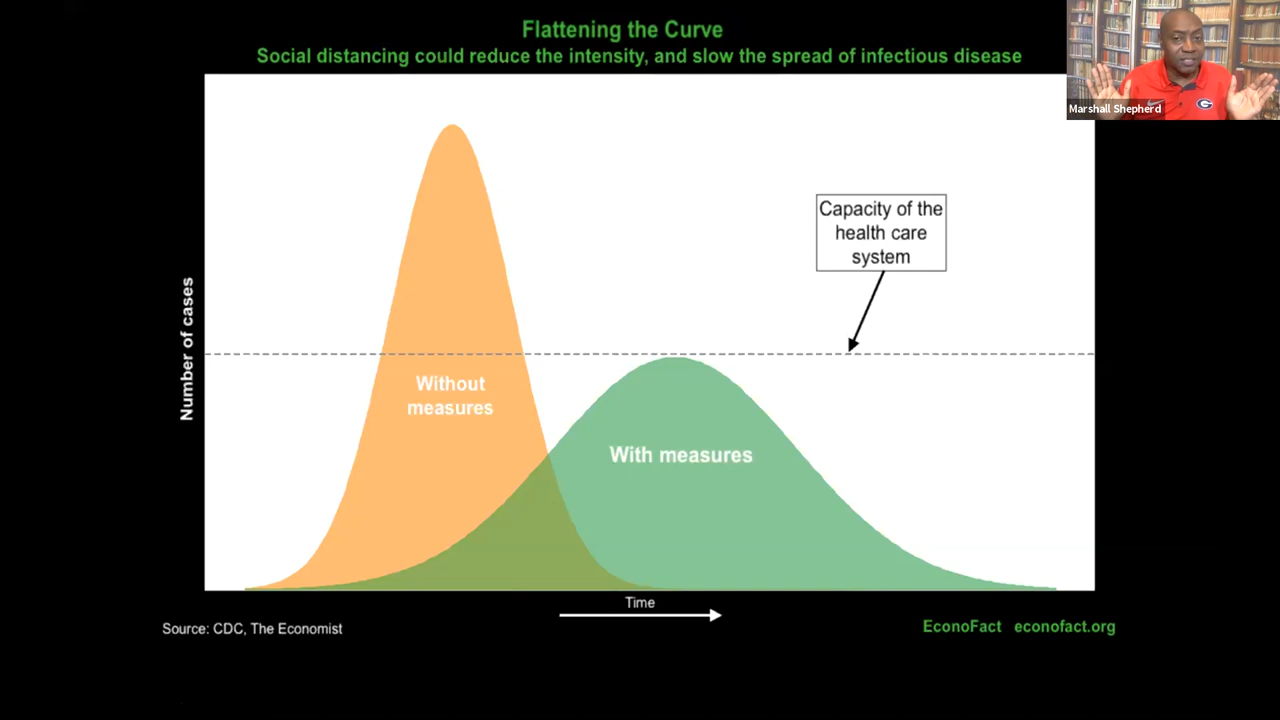 Flattening the Curve
Social distancing could reduce the intensity, and slow the spread of infectious disease
Marshall Shepherd
G
Capacity of the
health care
system
Number of cases
Without
measures
With measures
Time
Source: CDC, The Economist
EconoFact econofact.org